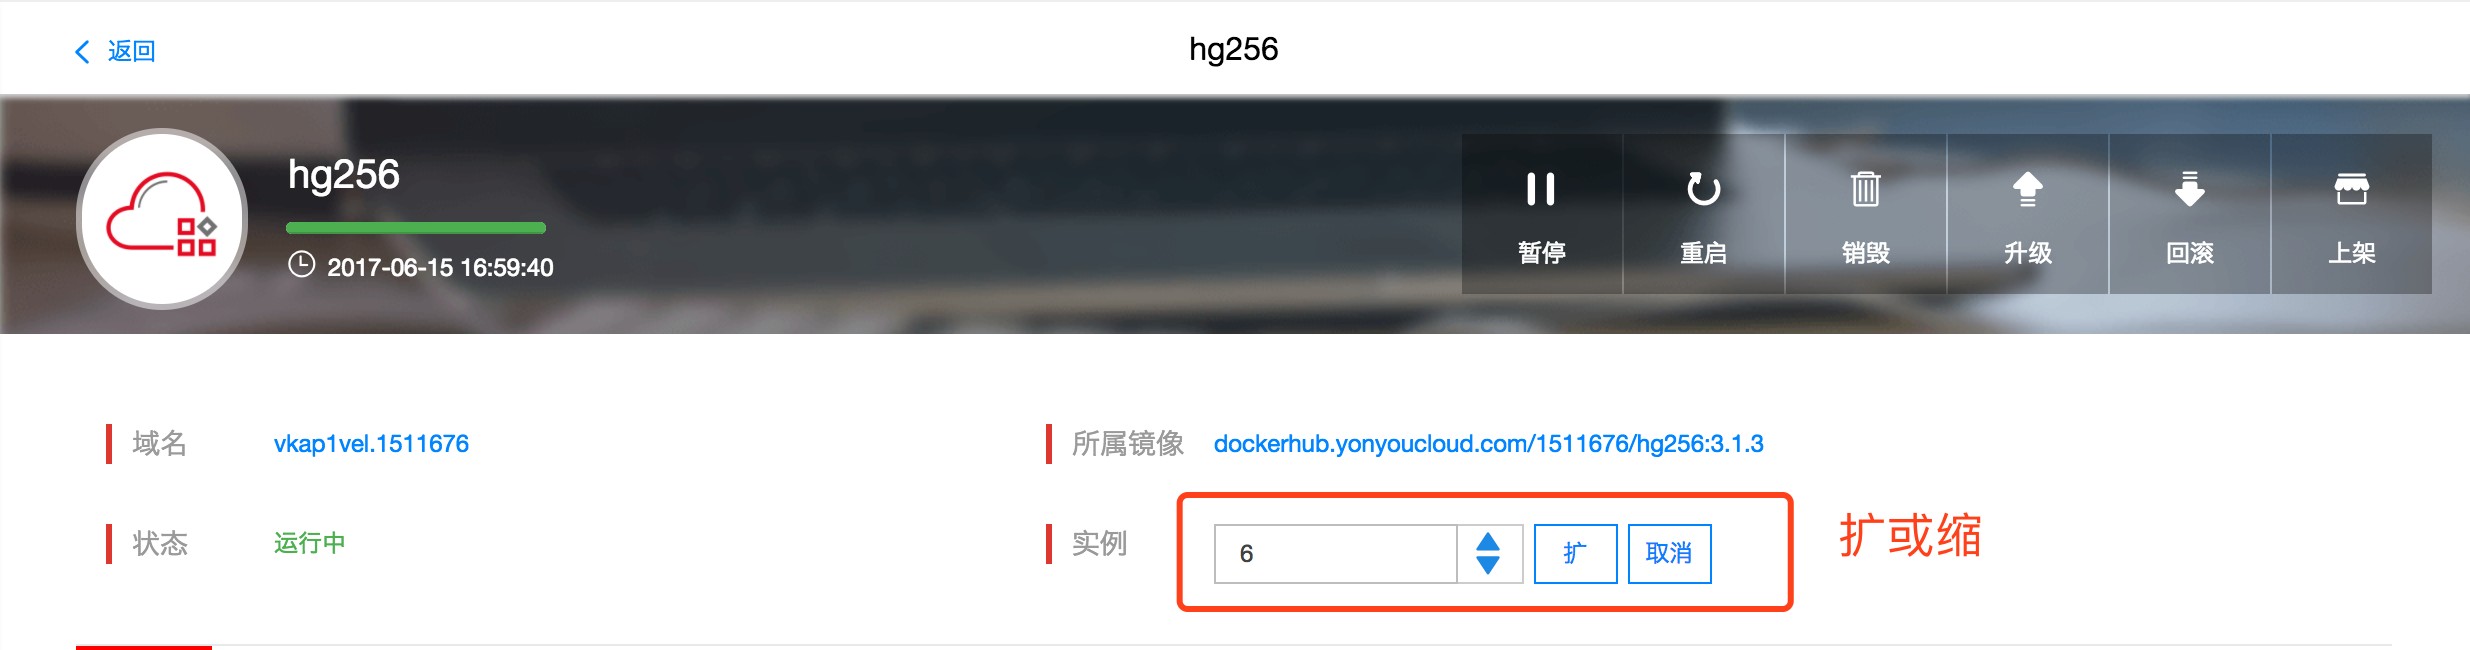 返回
hg256
hg256
2017-06-15 16:59:40
暂停 重启 销毁 升级 回滚 上架
域名 vkap1vel.1511676
所属镜像 dockerhub.yonyoucloud.com/1511676/hg256:3.1.3
状态 运行中
实例 6 扩 取消
扩或缩